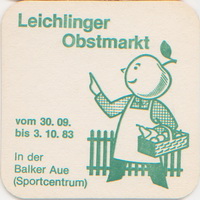 Leichlinger
Obstmarkt
vom 30. 09.
bis 3. 10. 83
In der
Balker Aue
(Sportcentrum)